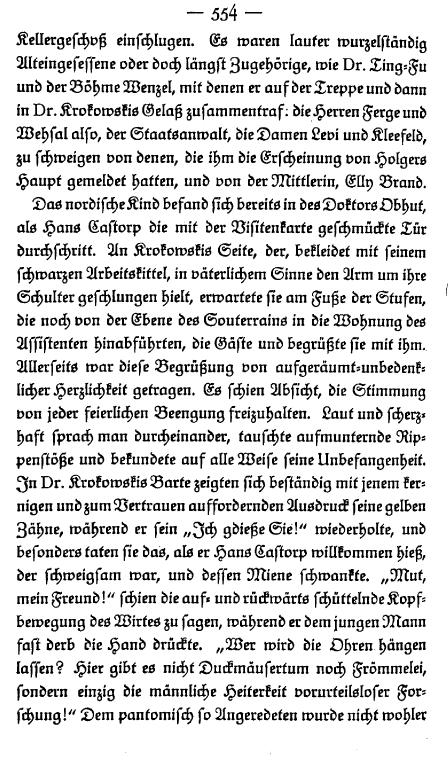 — 554 —
Kellergeschoß einschlugen. Es waren lauter wurzelständig
Alteingesessene oder doch längst Zugehörige, wie Dr. Ting-Fu
und der Böhme Wenzel, mit denen er auf der Treppe und dann
in Dr. Krokowskis Gelaß zusammentraf: die Herren Ferge und
Wehsal also, der Staatsanwalt, die Damen Levi und Kleefeld,
zu schweigen von denen, die ihm die Erscheinung von Holgers
Haupt gemeldet hatten, und von der Mittlerin, Elly Brand.
Das nordische Kind befand sich bereits in des Doktors Obhut,
als Hans Castorp die mit der Visitenkarte geschmückte Tür
durchschritt. An Krokowskis Seite, der, bekleidet mit seinem
schwarzen Arbeitskittel, in väterlichem Sinne den Arm um ihre
Schulter geschlungen hielt, erwartete sie am Fuße der Stufen,
die noch von der Ebene des Souterrains in die Wohnung des
Assistenten hinabführten, die Gäste und begrüßte sie mit ihm.
Allerseits war diese Begrüßung von aufgeräumt-unbedenk-
licher Herzlichkeit getragen. Es schien Absicht, die Stimmung
von jeder feierlichen Beengung freizuhalten. Laut und scherz-
haft sprach man durcheinander, tauschte aufmunternde Rip-
penstöße und bekundete auf alle Weise seine Unbefangenheit.
In Dr. Krokowskis Barte zeigten sich beständig mit jenem ker-
nigen und zum Vertrauen auffordernden Ausdruck seine gelben
Zähne, während er sein „Ich gdieße Sie!“ wiederholte, und
besonders taten sie das, als er Hans Castorp willkommen hieß,
der schweigsam war, und dessen Miene schwankte. „Mut,
mein Freund!“ schien die auf- und rückwärts schüttelnde Kopf-
bewegung des Wirtes zu sagen, während er dem jungen Mann
fast derb die Hand drückte. „Wer wird die Ohren hängen
lassen? Hier gibt es nicht Duckmäusertum noch Frömmelei,
sondern einzig die männliche Heiterkeit vorurteilsloser For-
schung!“ Dem pantomisch so Angeredeten wurde nicht wohler